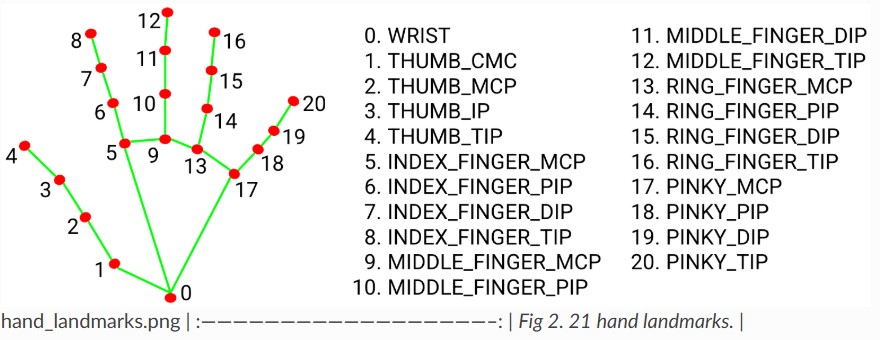 12
8
16
11
7
15
6
10
20
14
19
4
5
9
13
18
3
17
2
1
0
0. WRIST
1. THUMB_CMC
2. THUMB_MCP
3. THUMB_IP
4. THUMB_TIP
5. INDEX_FINGER_MCP
6. INDEX_FINGER_PIP
7. INDEX_FINGER_DIP
8. INDEX_FINGER_TIP
9. MIDDLE_FINGER_MCP
10. MIDDLE_FINGER_PIP
11. MIDDLE_FINGER_DIP
12. MIDDLE_FINGER_TIP
13. RING_FINGER_MCP
14. RING_FINGER_PIP
15. RING_FINGER_DIP
16. RING_FINGER_TIP
17. PINKY_MCP
18. PINKY_PIP
19. PINKY_DIP
20. PINKY_TIP
hand_landmarks.png | :———————————————————–: | Fig 2. 21 hand landmarks. |